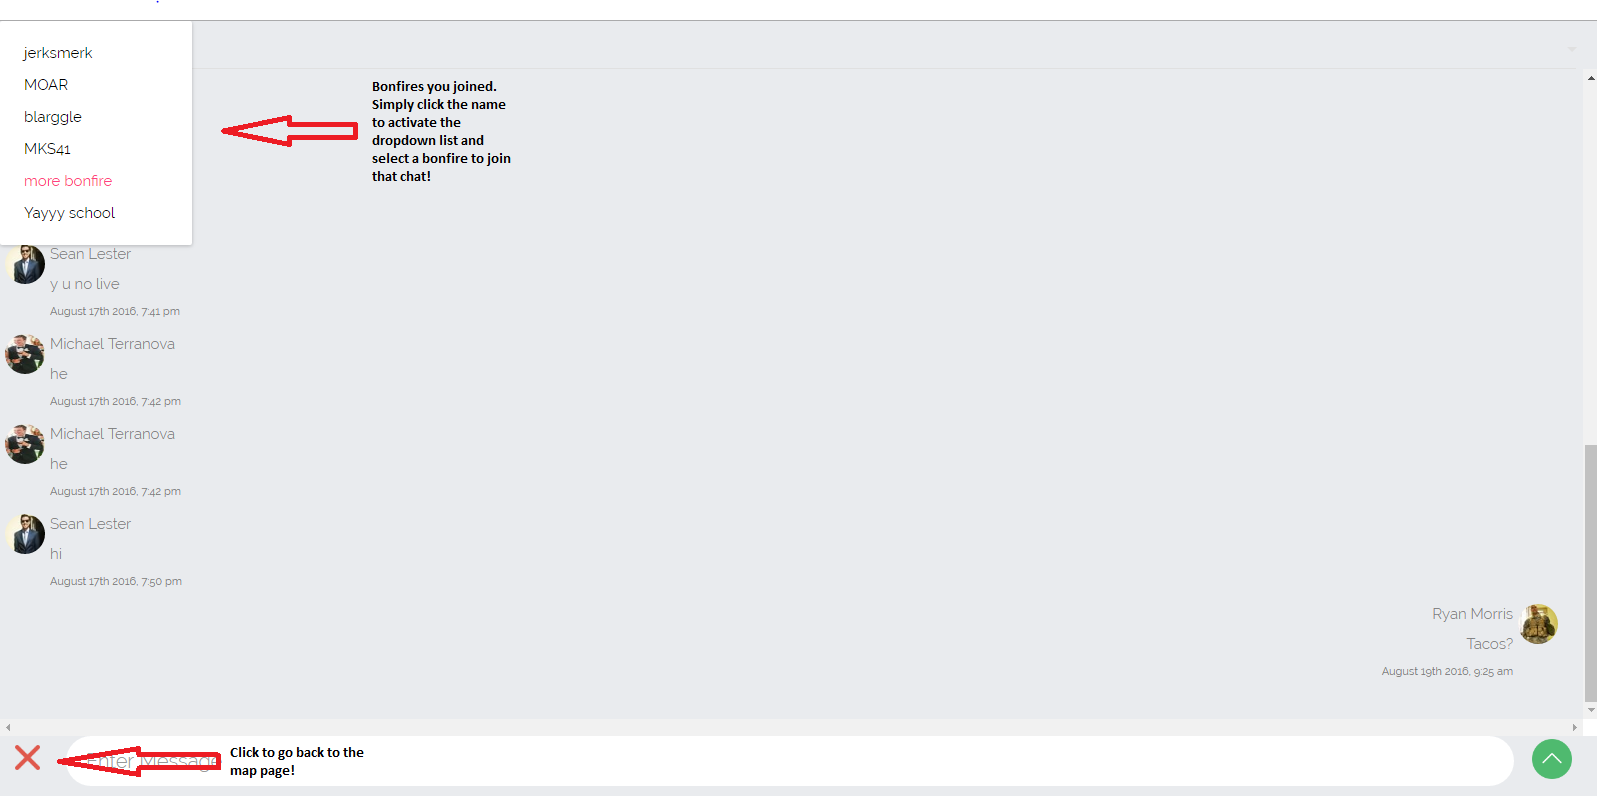 jerksmerk
MOAR
blarggle
MKS41
more bonfire
Yayyy school
Bonfires you joined.
Simply click the name
to activate the
dropdown list and
select a bonfire to join
that chat!
Sean Lester
y u no live
August 17th 2016, 7:41 pm
Michael Terranova
he
August 17th 2016, 7:42 pm
Michael Terranova
he
August 17th 2016, 7:42 pm
Sean Lester
hi
August 17th 2016, 7:50 pm
Ryan Morris
Tacos?
August 19th 2016, 9:25 am
Enter Message
Click to go back to the
map page!